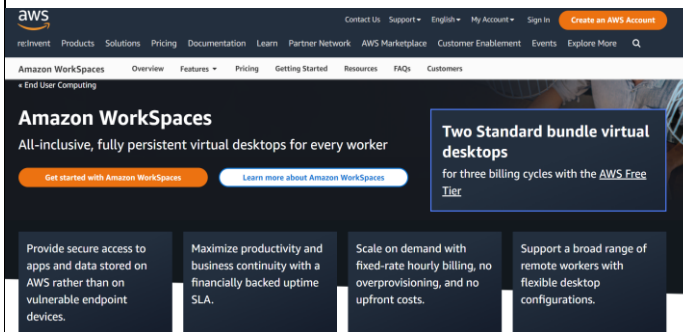 aws
Contact Us Support English My Account Sign In Create an AWS Account
re:Invent Products Solutions Pricing Documentation Learn Partner Network AWS Marketplace Customer Enablement Events Explore More
Amazon WorkSpaces Overview Features Pricing Getting Started Resources FAQs Customers
« End User Computing
Amazon WorkSpaces
All-inclusive, fully persistent virtual desktops for every worker
Get started with Amazon WorkSpaces Learn more about Amazon WorkSpaces
Two Standard bundle virtual
desktops
for three billing cycles with the AWS Free
Tier
Provide secure access to
apps and data stored on
AWS rather than on
vulnerable endpoint
devices.
Maximize productivity and
business continuity with a
financially backed uptime
SLA.
Scale on demand with
fixed-rate hourly billing, no
overprovisioning, and no
upfront costs.
Support a broad range of
remote workers with
flexible desktop
configurations.